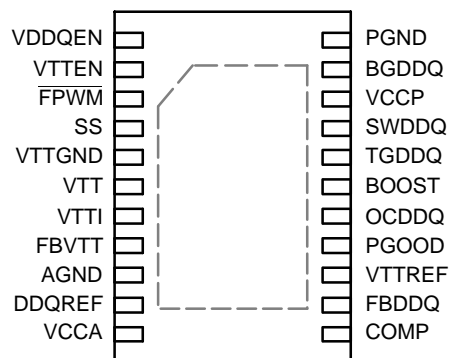 VDDQEN PGND
VTTEN BGDDQ
FPWM VCCP
SS SWDDQ
VTTGND TGDDQ
VTT BOOST
VTTI OCDDQ
FBVTT PGOOD
AGND VTTREF
DDQREF FBDDQ
VCCA COMP